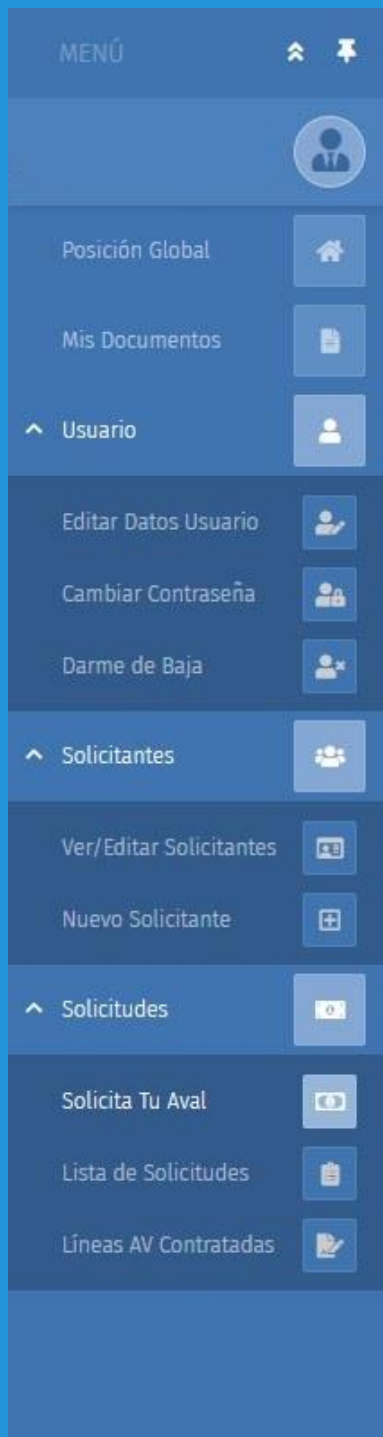 MENÚ
Posición Global
Mis Documentos
Usuario
Editar Datos Usuario
Cambiar Contraseña
Darme de Baja
Solicitantes
Ver/Editar Solicitantes
Nuevo Solicitante
Solicitudes
Solicita Tu Aval
Lista de Solicitudes
Líneas AV Contratadas